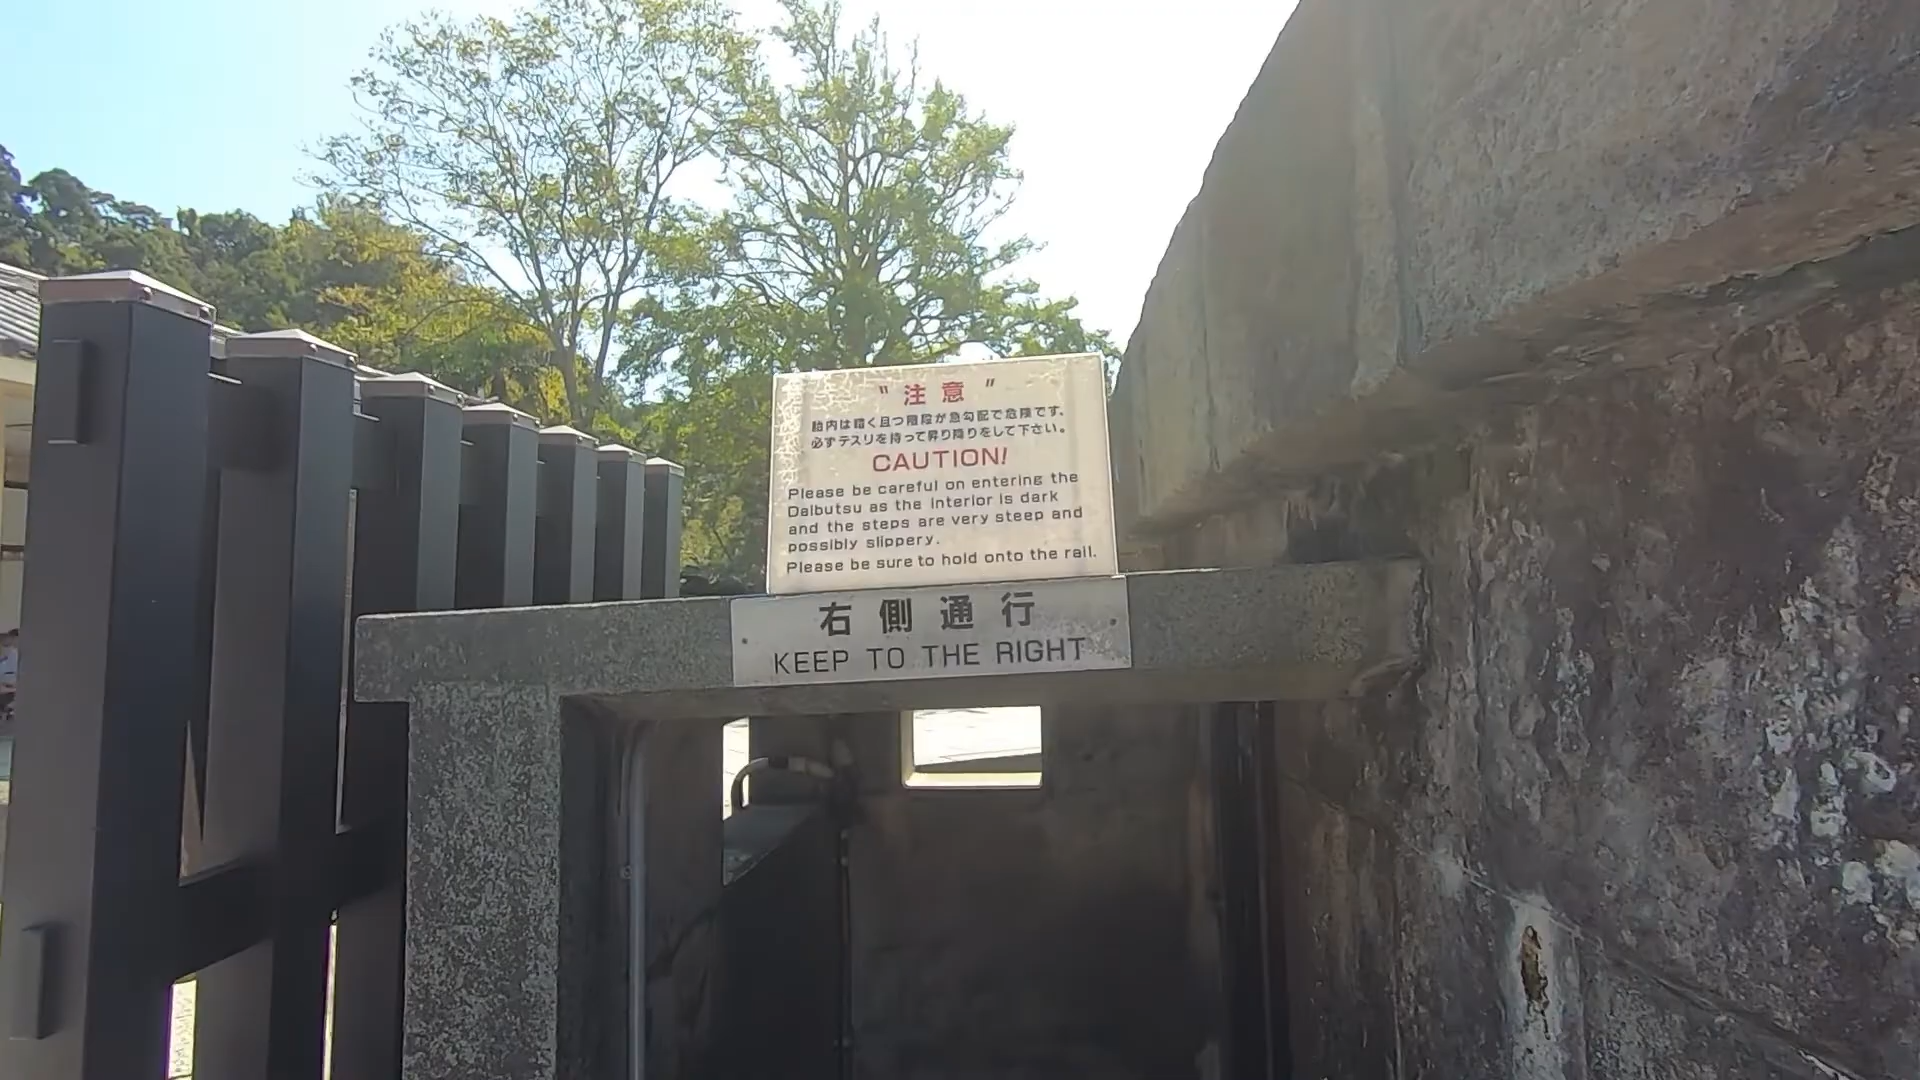 "注意"
胎内は暗く且つ階段が急勾配で危険です、
必ずテスリを持って昇り降りをして下さい。
CAUTION!
Please be careful on entering the
Daibutsu as the interior is dark
and the steps are very steep and
possibly slippery.
Please be sure to hold onto the rail.
右側通行
KEEP TO THE RIGHT